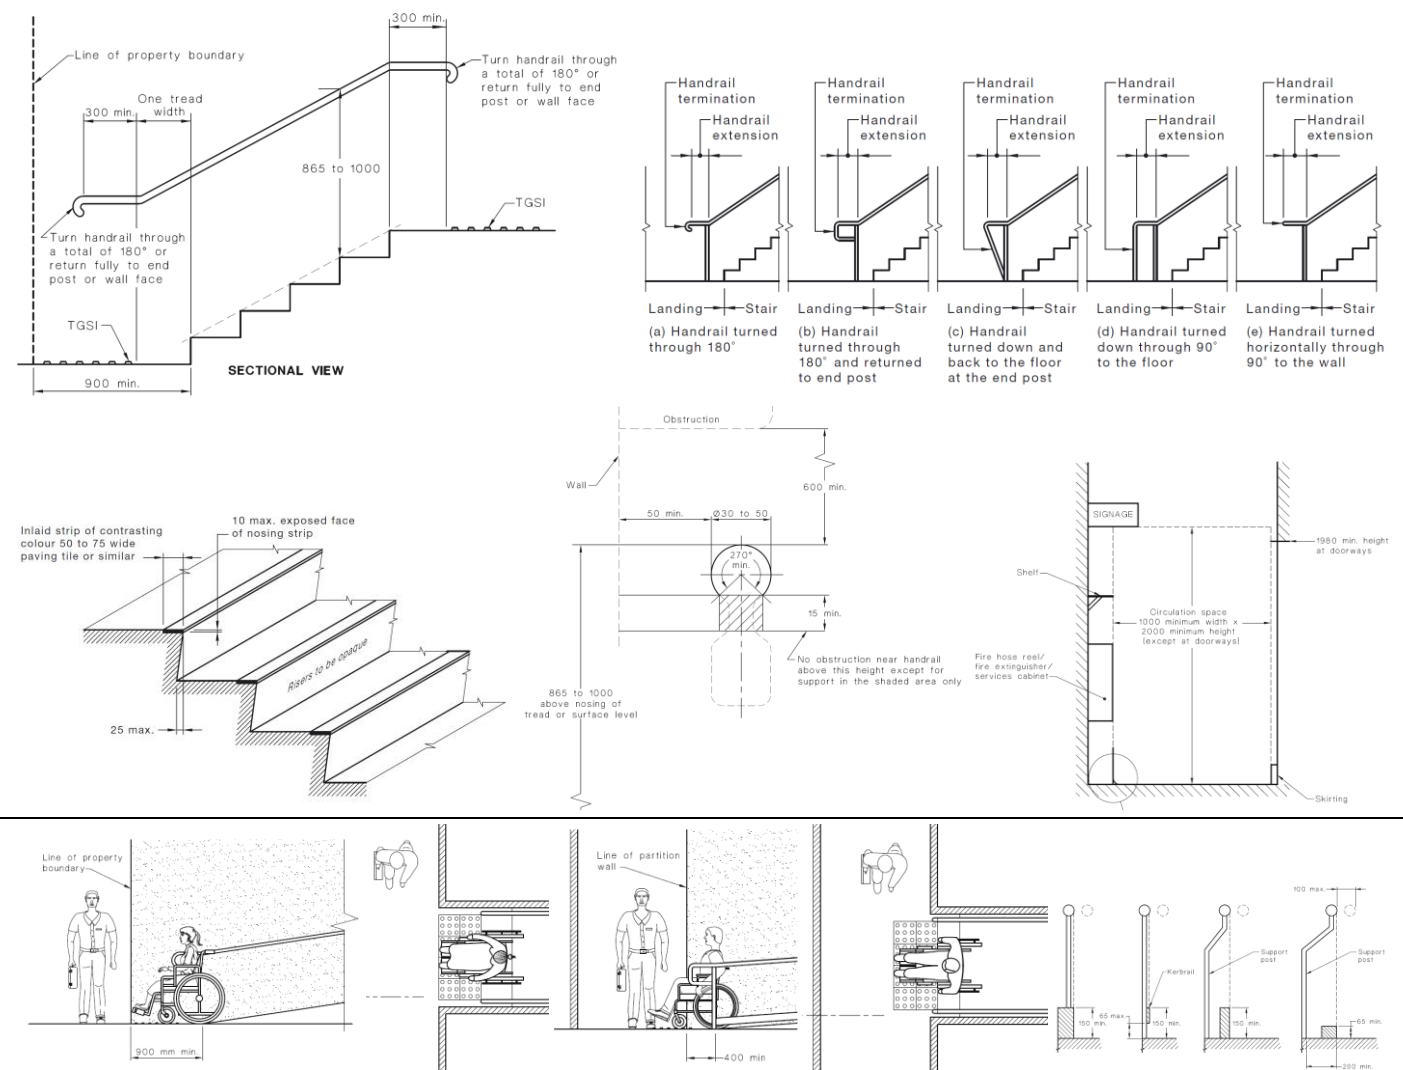 300 min.
Line of property boundary
Turn handrail through
a total of 180° or
return fully to end
post or wall face
One tread
width
300 min.
865 to 1000
TGSI
Turn handrail through
a total of 180° or
return fully to end
post or wall face
TGSI
900 min.
SECTIONAL VIEW
Handrail
termination
Handrail
extension
Landing
Stair
(a) Handrail turned
through 180°
Handrail
termination
Handrail
extension
Landing
Stair
(b) Handrail
turned through
180° and returned
to end post
Handrail
termination
Handrail
extension
Landing
Stair
(c) Handrail
turned down and
back to the floor
at the end post
Handrail
termination
Handrail
extension
Landing
Stair
(d) Handrail turned
down through 90°
to the floor
Handrail
termination
Handrail
extension
Landing
Stair
(e) Handrail turned
horizontally through
90° to the wall
Inlaid strip of contrasting
colour 50 to 75 wide
paving tile or similar
10 max. exposed face
of nosing strip
Risers to be opaque
25 max.
Obstruction
Wall
600 min.
50 min.
Ø30 to 50
270°
min.
15 min.
No obstruction near handrail
above this height except for
support in the shaded area only
865 to 1000
above nosing of
tread or surface level
SIGNAGE
1980 min. height
at doorways
Shelf
Circulation space
1000 minimum width x
2000 minimum height
(except at doorways)
Fire hose reel/
fire extinguisher/
services cabinet
Skirting
Line of property
boundary
900 mm min.
Line of partition
wall
400 min
100 max.
Support
post
Support
post
Kerbrail
65 max
150 min.
150 min.
150 min.
65 min.
200 min.